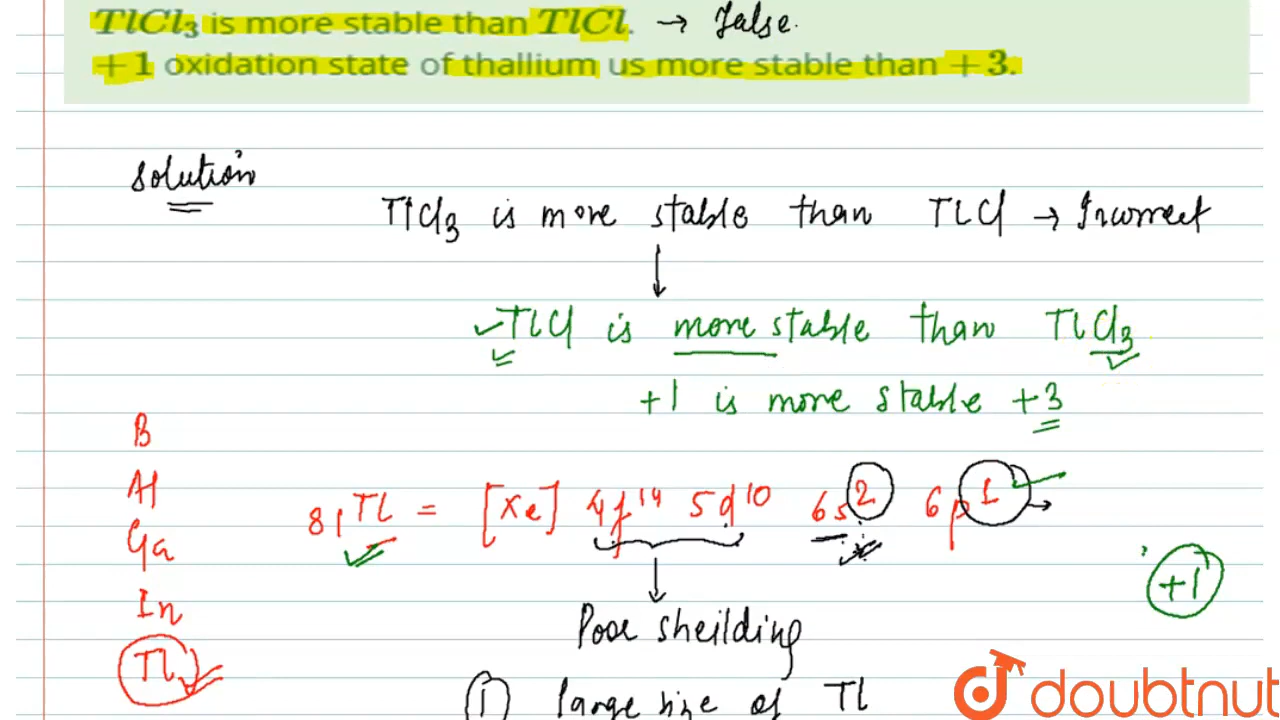 TlCl3 is more stable than TlCl. → False.
+1 oxidation state of thallium us more stable than +3.
Solution
TlCl3 is more stable than TLCl → Incorrect
TlCl is more stable than TlCl3
+1 is more stable +3
B
Al
Ga
In
Tl
81Tl = [Xe] 4f14 5d10 6s2 6p1
+1
Poor sheilding
(i) large size of Tl
doubtnut